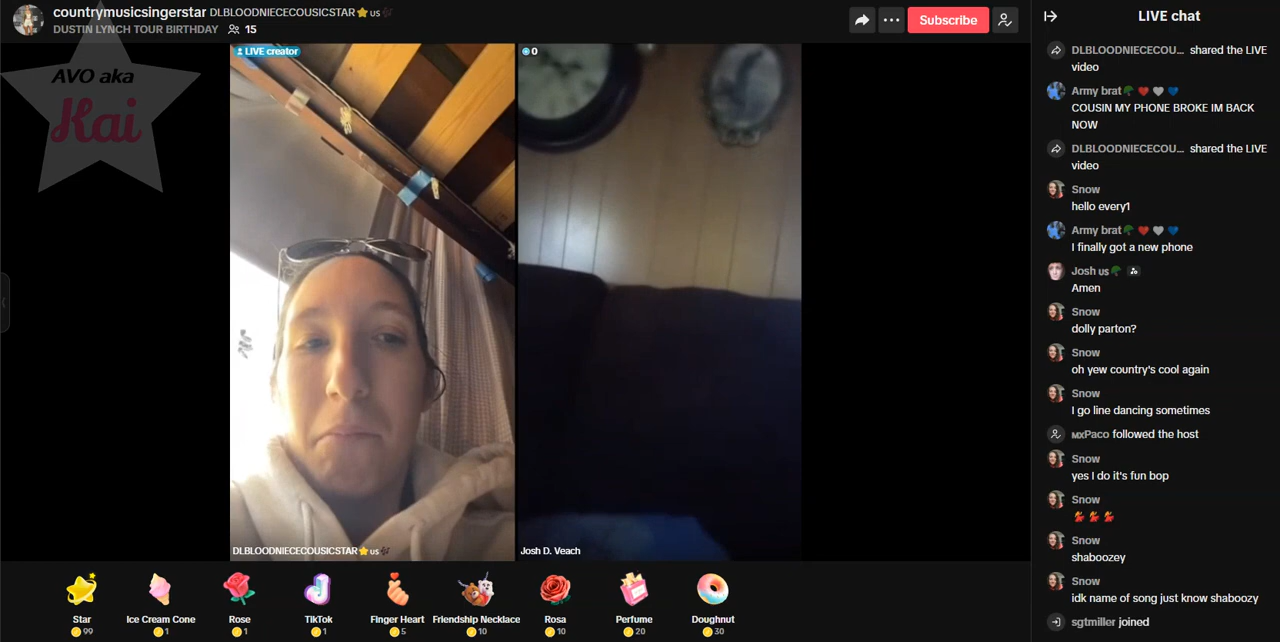 countrymusicsingerstar DLBLOODNIECECOUSICSTAR⭐us🎶
DUSTIN LYNCH TOUR BIRTHDAY 15
Subscribe
AVO aka
Kai
LIVE creator
0
DLBLOODNIECECOUSICSTAR⭐us🎶
Josh D. Veach
Star
99
Ice Cream Cone
1
Rose
1
TikTok
1
Finger Heart
5
Friendship Necklace
10
Rosa
10
Perfume
20
Doughnut
30
LIVE chat
DLBLOODNIECECOU... shared the LIVE
video
Army brat🌳❤️🤍💙
COUSIN MY PHONE BROKE IM BACK
NOW
DLBLOODNIECECOU... shared the LIVE
video
Snow
hello every1
Army brat🌳❤️🤍💙
I finally got a new phone
Josh us🌳
Amen
Snow
dolly parton?
Snow
oh yew country's cool again
Snow
I go line dancing sometimes
ᴍxPaco followed the host
Snow
yes I do it's fun bop
Snow
💃💃💃
Snow
shaboozey
Snow
idk name of song just know shaboozy
sgtmiller joined